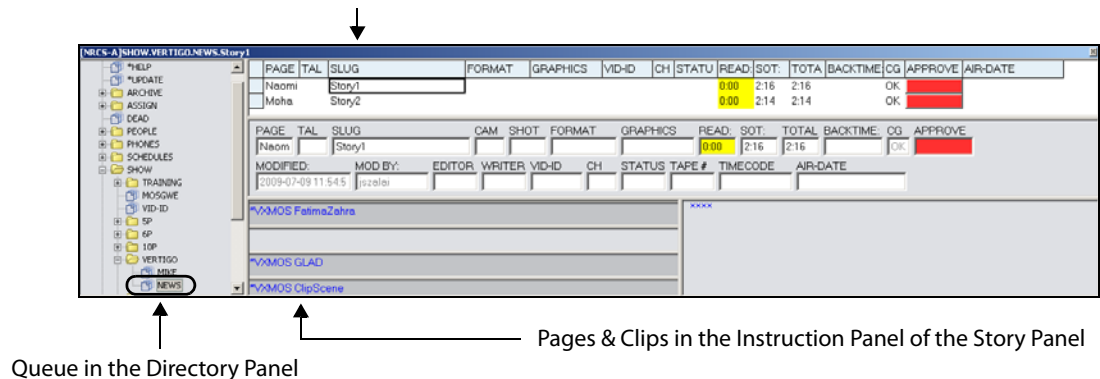 [NRCS-A]SHOW.VERTIGO.NEWS.Story1
*HELP
*UPDATE
ARCHIVE
ASSIGN
DEAD
PEOPLE
PHONES
SCHEDULES
SHOW
TRAINING
MOSGWE
VID-ID
5P
6P
10P
VERTIGO
MIKE
NEWS
PAGE TAL SLUG FORMAT GRAPHICS VID-ID CH STATU READ: SOT: TOTA BACKTIME CG APPROVE AIR-DATE
Naomi Story1 0:00 2:16 2:16 OK
Moha Story2 0:00 2:14 2:14 OK
PAGE TAL SLUG CAM SHOT FORMAT GRAPHICS READ: SOT: TOTAL BACKTIME: CG APPROVE
Naom Story1 0:00 2:16 2:16 OK
MODIFIED: MOD BY: EDITOR WRITER VID-ID CH STATUS TAPE # TIMECODE AIR-DATE
2009-07-09 11:54:5 jszalai
*VXMOS FatimaZahra
××××
*VXMOS GLAD
*VXMOS ClipScene
Pages & Clips in the Instruction Panel of the Story Panel
Queue in the Directory Panel